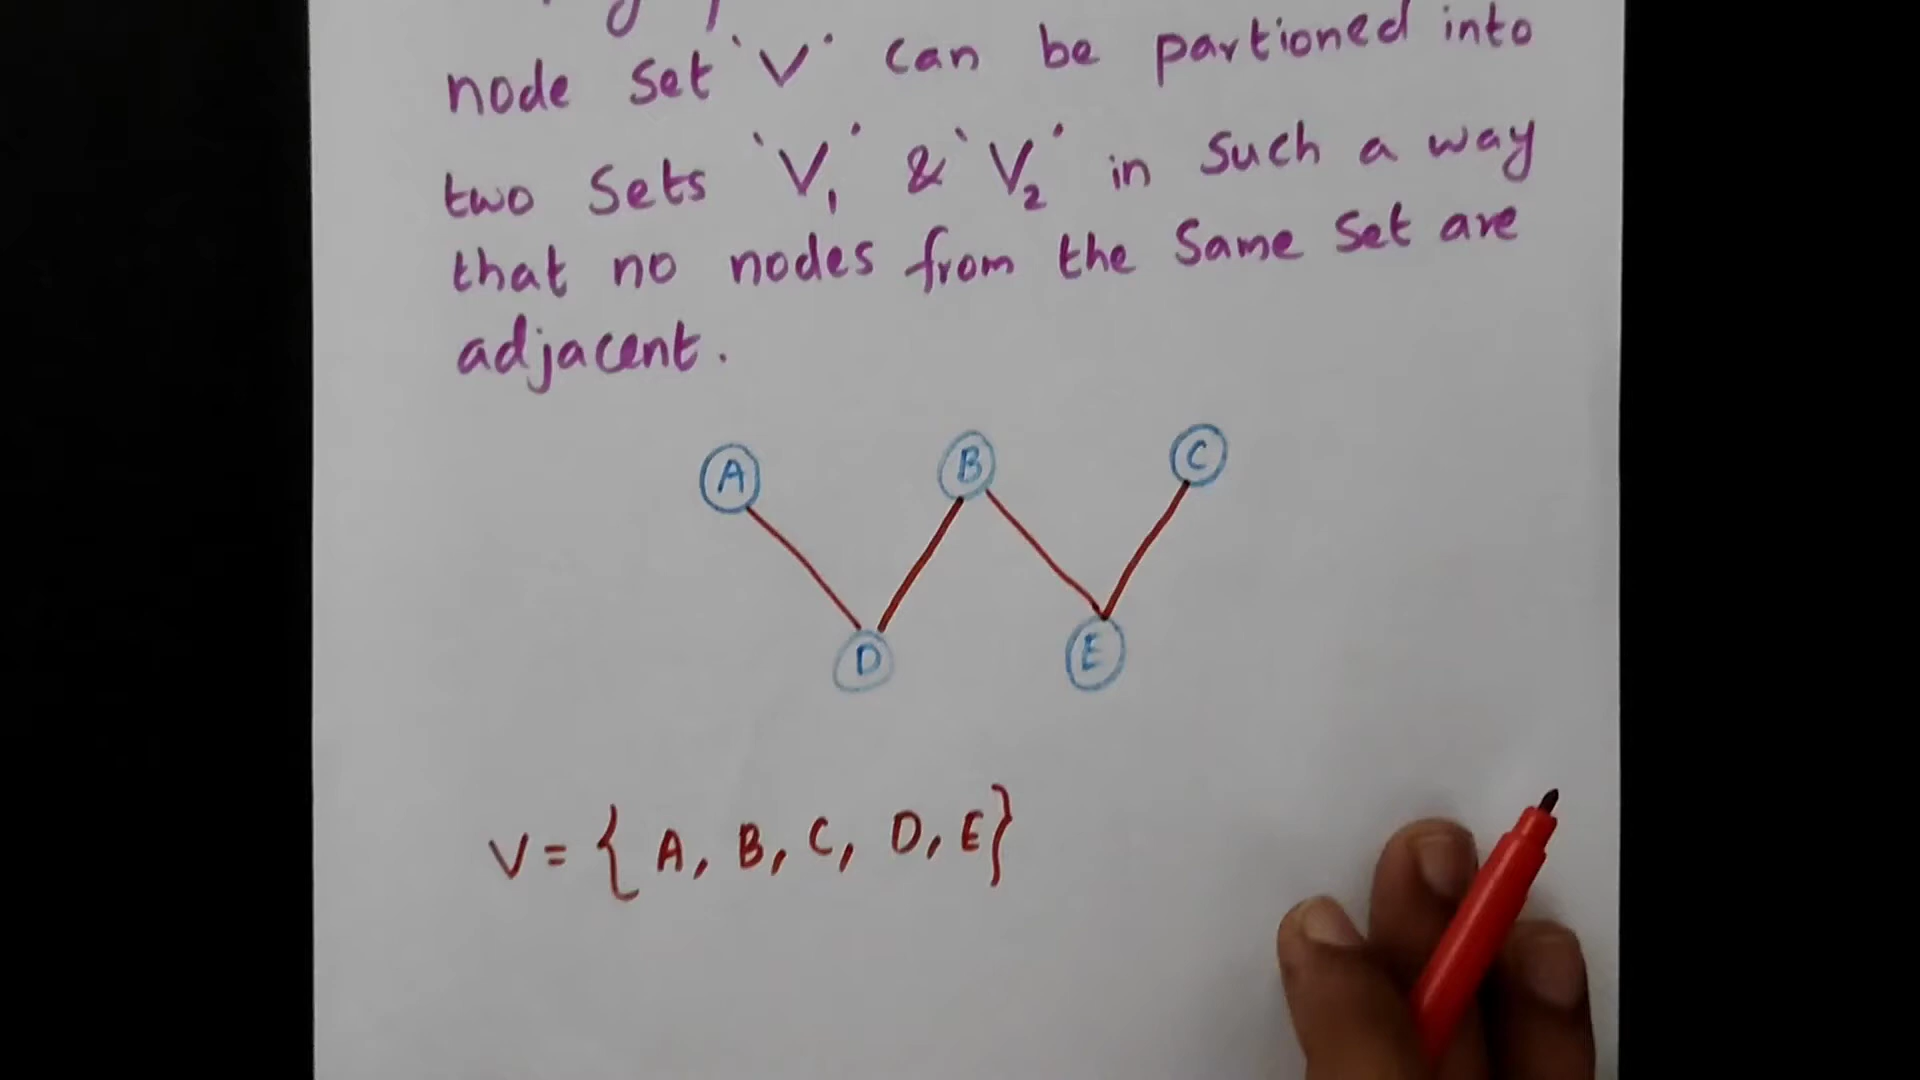 node set 'V' can be partioned into
two sets 'V₁' & 'V₂' in such a way
that no nodes from the same set are
adjacent.
A B C
D E
V = { A, B, C, D, E}